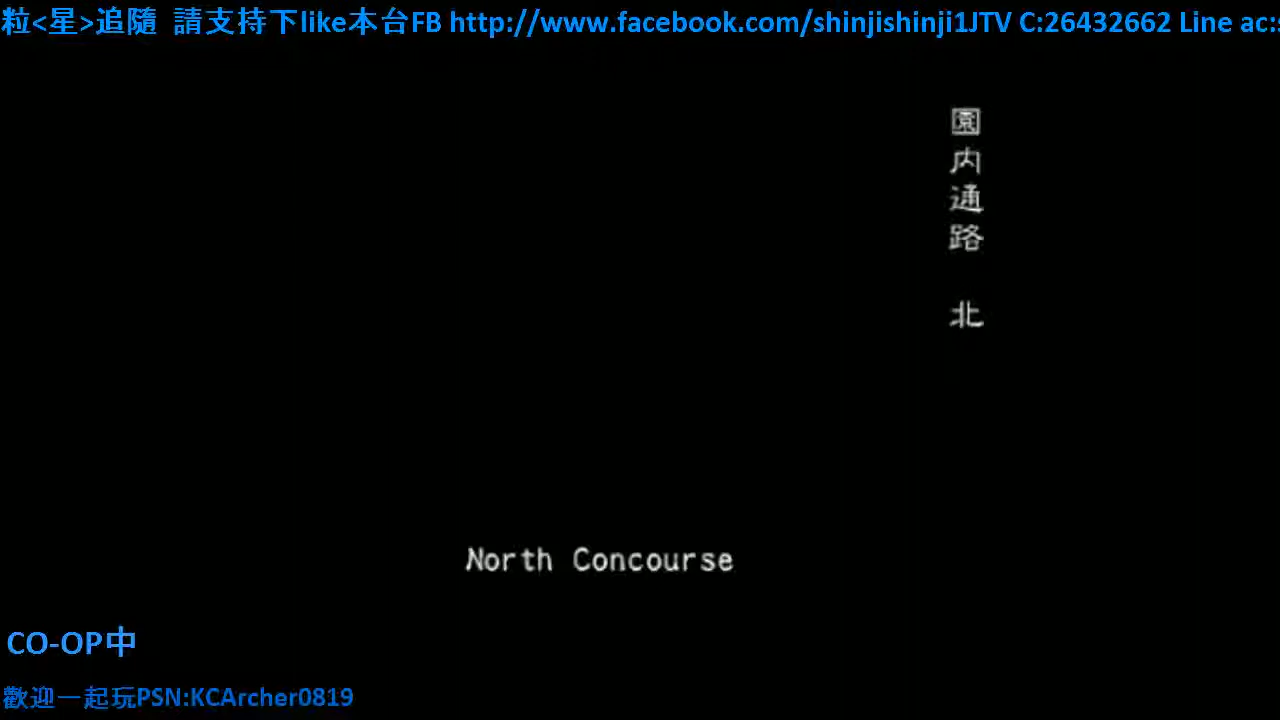 粒<星>追隨 請支持下like本台FB http://www.facebook.com/shinjishinji1JTV C:26432662 Line ac:
園内通路 北
North Concourse
CO-OP中
歡迎一起玩PSN:KCArcher0819